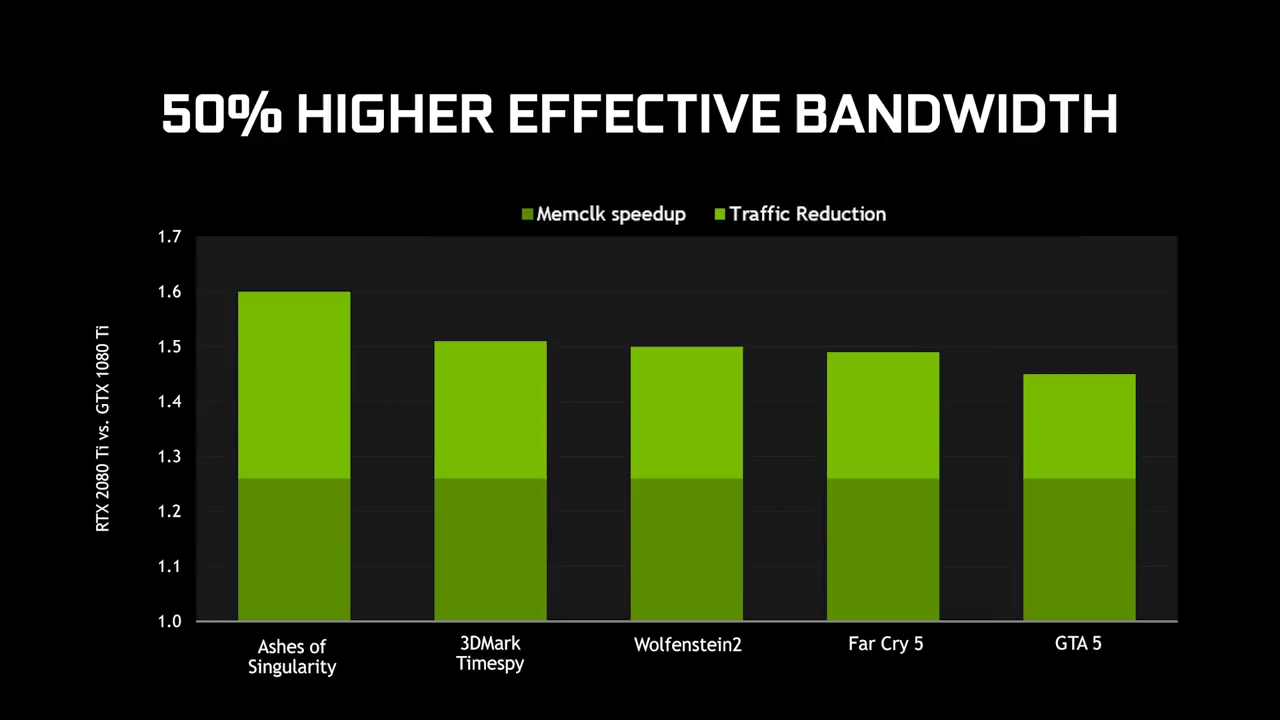 50% HIGHER EFFECTIVE BANDWIDTH
Memclk speedup
Traffic Reduction
RTX 2080 Ti vs. GTX 1080 Ti
1.7
1.6
1.5
1.4
1.3
1.2
1.1
1.0
Ashes of
Singularity
3DMark
Timespy
Wolfenstein2
Far Cry 5
GTA 5